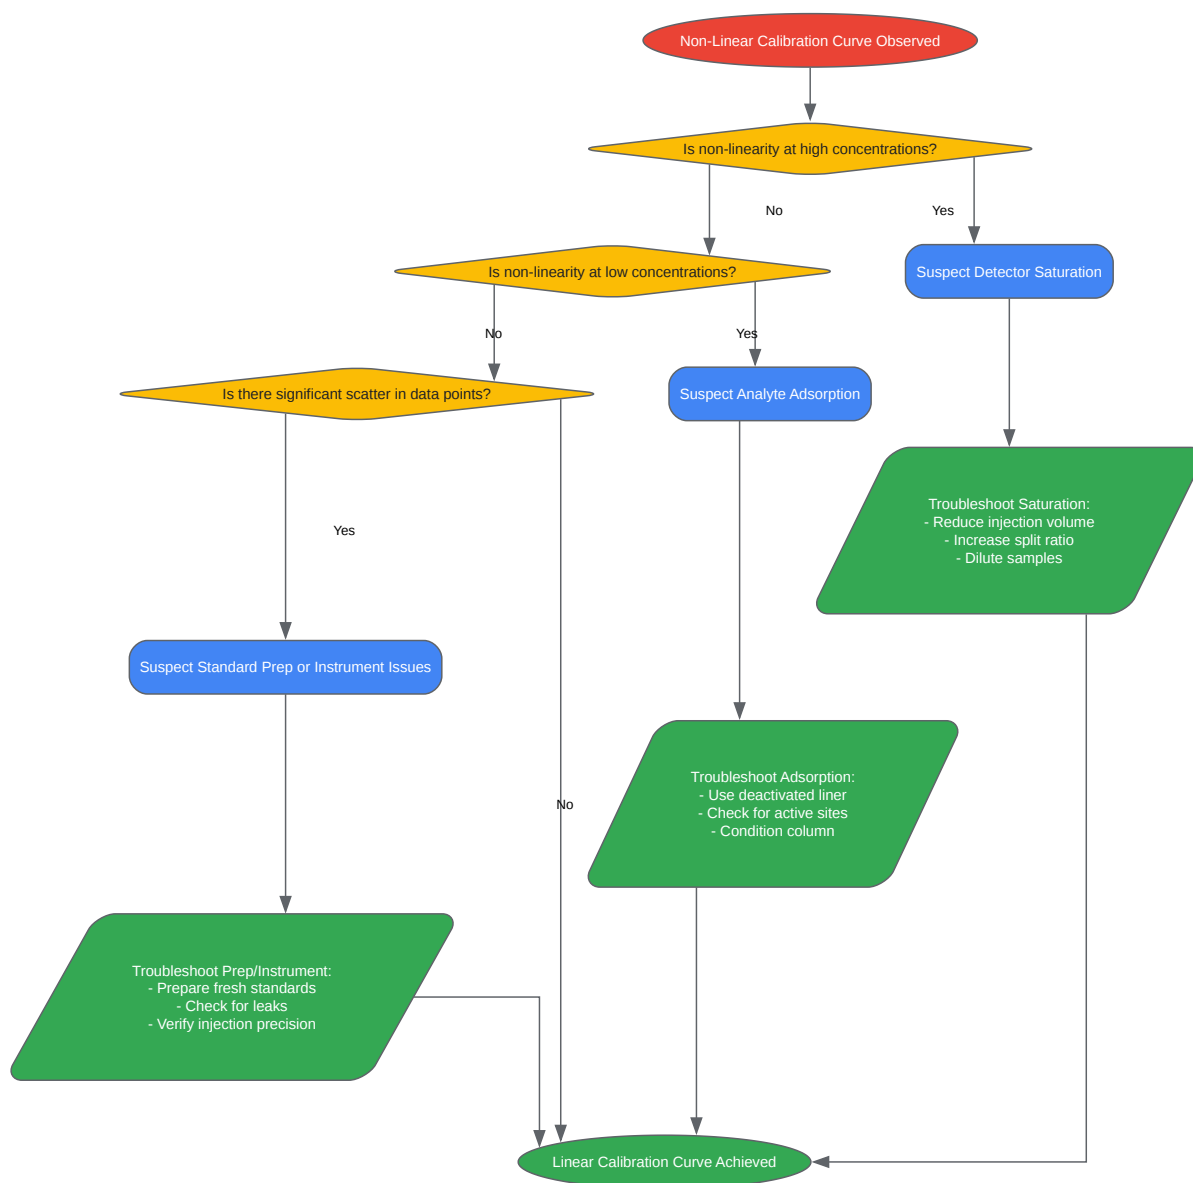 Non-Linear Calibration Curve Observed
Is non-linearity at high concentrations?
No
Yes
Is non-linearity at low concentrations?
Suspect Detector Saturation
No
Yes
Is there significant scatter in data points?
Suspect Analyte Adsorption
Troubleshoot Saturation:
- Reduce injection volume
- Increase split ratio
- Dilute samples
Yes
Suspect Standard Prep or Instrument Issues
Troubleshoot Adsorption:
- Use deactivated liner
- Check for active sites
- Condition column
No
Troubleshoot Prep/Instrument:
- Prepare fresh standards
- Check for leaks
- Verify injection precision
Linear Calibration Curve Achieved